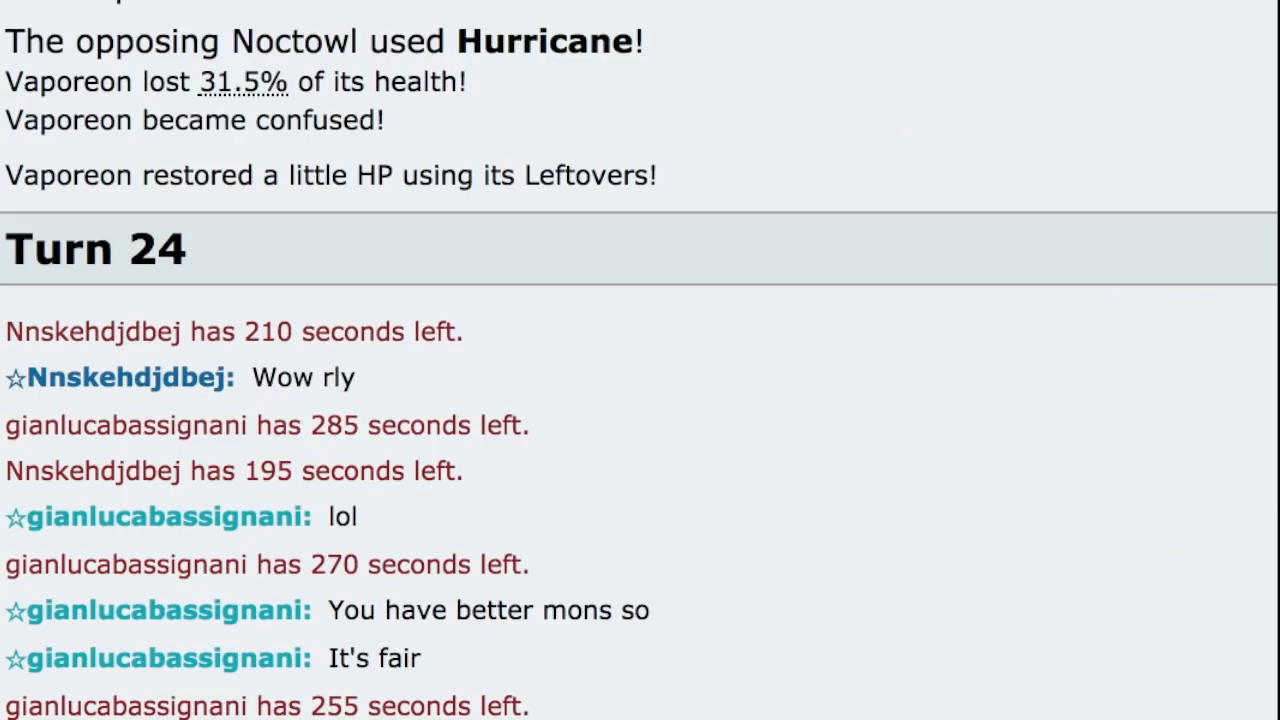 The opposing Noctowl used Hurricane!
Vaporeon lost 31.5% of its health!
Vaporeon became confused!
Vaporeon restored a little HP using its Leftovers!
Turn 24
Nnskehdjdbej has 210 seconds left.
☆Nnskehdjdbej: Wow rly
gianlucabassignani has 285 seconds left.
Nnskehdjdbej has 195 seconds left.
☆gianlucabassignani: lol
gianlucabassignani has 270 seconds left.
☆gianlucabassignani: You have better mons so
☆gianlucabassignani: It's fair
gianlucabassignani has 255 seconds left.